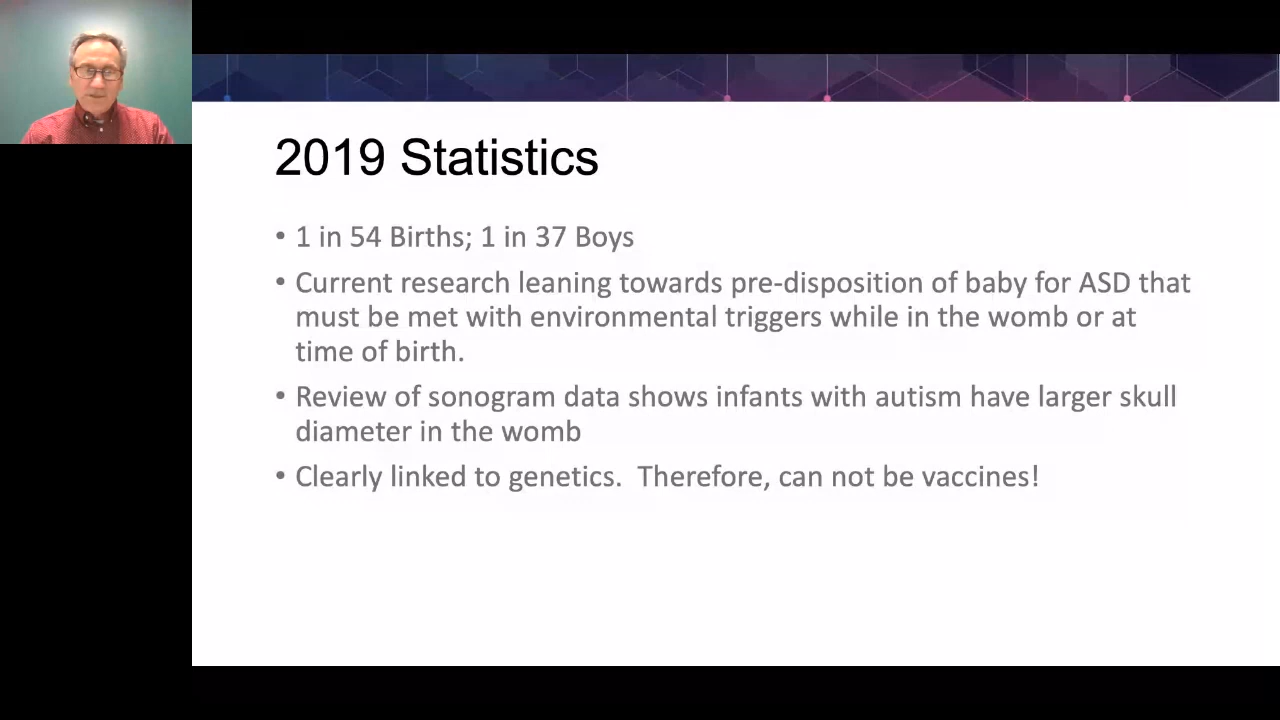 2019 Statistics
• 1 in 54 Births; 1 in 37 Boys
• Current research leaning towards pre-disposition of baby for ASD that
must be met with environmental triggers while in the womb or at
time of birth.
• Review of sonogram data shows infants with autism have larger skull
diameter in the womb
• Clearly linked to genetics.  Therefore, can not be vaccines!